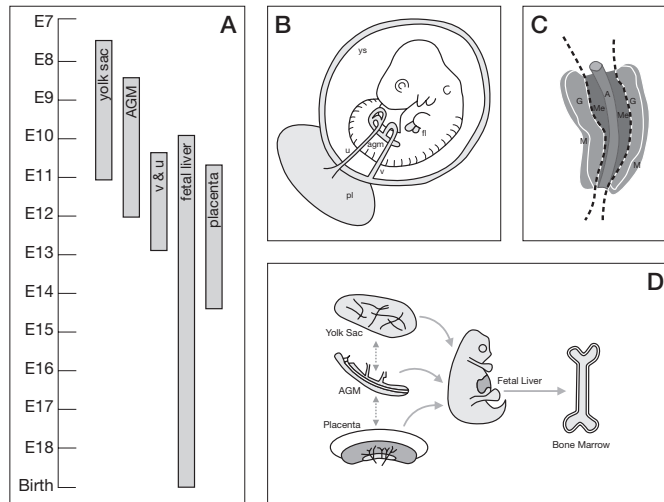 A
E7
E8
E9
E10
E11
E12
E13
E14
E15
E16
E17
E18
Birth
yolk sac
AGM
v & u
fetal liver
placenta
B
ys
fl
agm
u
v
pl
C
A
G
G
Me
Me
M
M
D
Yolk Sac
AGM
Placenta
Fetal Liver
Bone Marrow